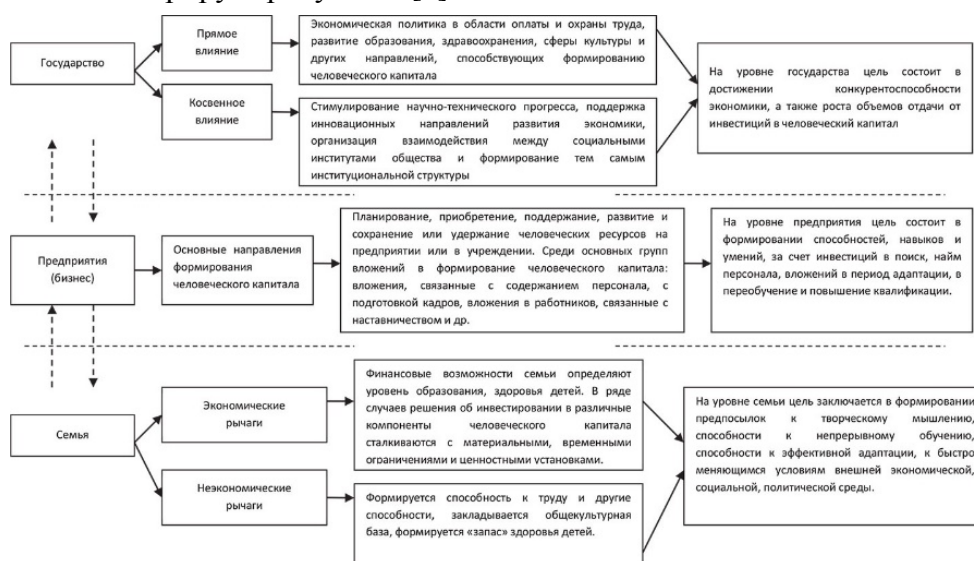 Государство
Прямое
влияние
Экономическая политика в области оплаты и охраны труда,
развитие образования, здравоохранения, сферы культуры и
других направлений, способствующих формированию
человеческого капитала
Косвенное
влияние
Стимулирование научно-технического прогресса, поддержка
инновационных направлений развития экономики,
организация взаимодействия между социальными
институтами общества и формирование тем самым
институциональной структуры
На уровне государства цель состоит в
достижении конкурентоспособности
экономики, а также роста объемов отдачи от
инвестиций в человеческий капитал
Предприятия
(бизнес)
Основные направления
формирования
человеческого капитала
Планирование, приобретение, поддержание, развитие и
сохранение или удержание человеческих ресурсов на
предприятии или в учреждении. Среди основных групп
вложений в формирование человеческого капитала:
вложения, связанные с содержанием персонала, с
подготовкой кадров, вложения в работников, связанные с
наставничеством и др.
На уровне предприятия цель состоит в
формировании способностей, навыков и
умений, за счет инвестиций в поиск, найм
персонала, вложений в период адаптации, в
переобучение и повышение квалификации.
Семья
Экономические
рычаги
Финансовые возможности семьи определяют
уровень образования, здоровья детей. В ряде
случаев решения об инвестировании в различные
компоненты человеческого капитала
сталкиваются с материальными, временными
ограничениями и ценностными установками.
Неэкономические
рычаги
Формируется способность к труду и другие
способности, закладывается общекультурная
база, формируется «запас» здоровья детей.
На уровне семьи цель заключается в формировании
предпосылок к творческому мышлению,
способности к непрерывному обучению,
способности к эффективной адаптации, к быстро
меняющимся условиям внешней экономической,
социальной, политической среды.